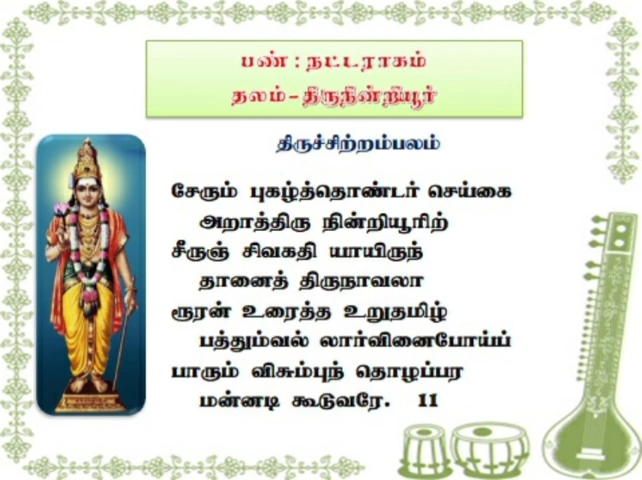 பண் : நட்டராகம்
தலம்-திருநின்றியூர்
திருச்சிற்றம்பலம்
சேரும் புகழ்த்தொண்டர் செய்கை
அறாத்திரு நின்றியூரிற்
சீருஞ் சிவகதி யாயிருந்
தானைத் திருநாவலா
ரூரன் உரைத்த உறுதமிழ்
பத்தும்வல் லார்வினைபோய்ப்
பாரும் விசும்புந் தொழப்பர
மன்னடி கூடுவரே. 11